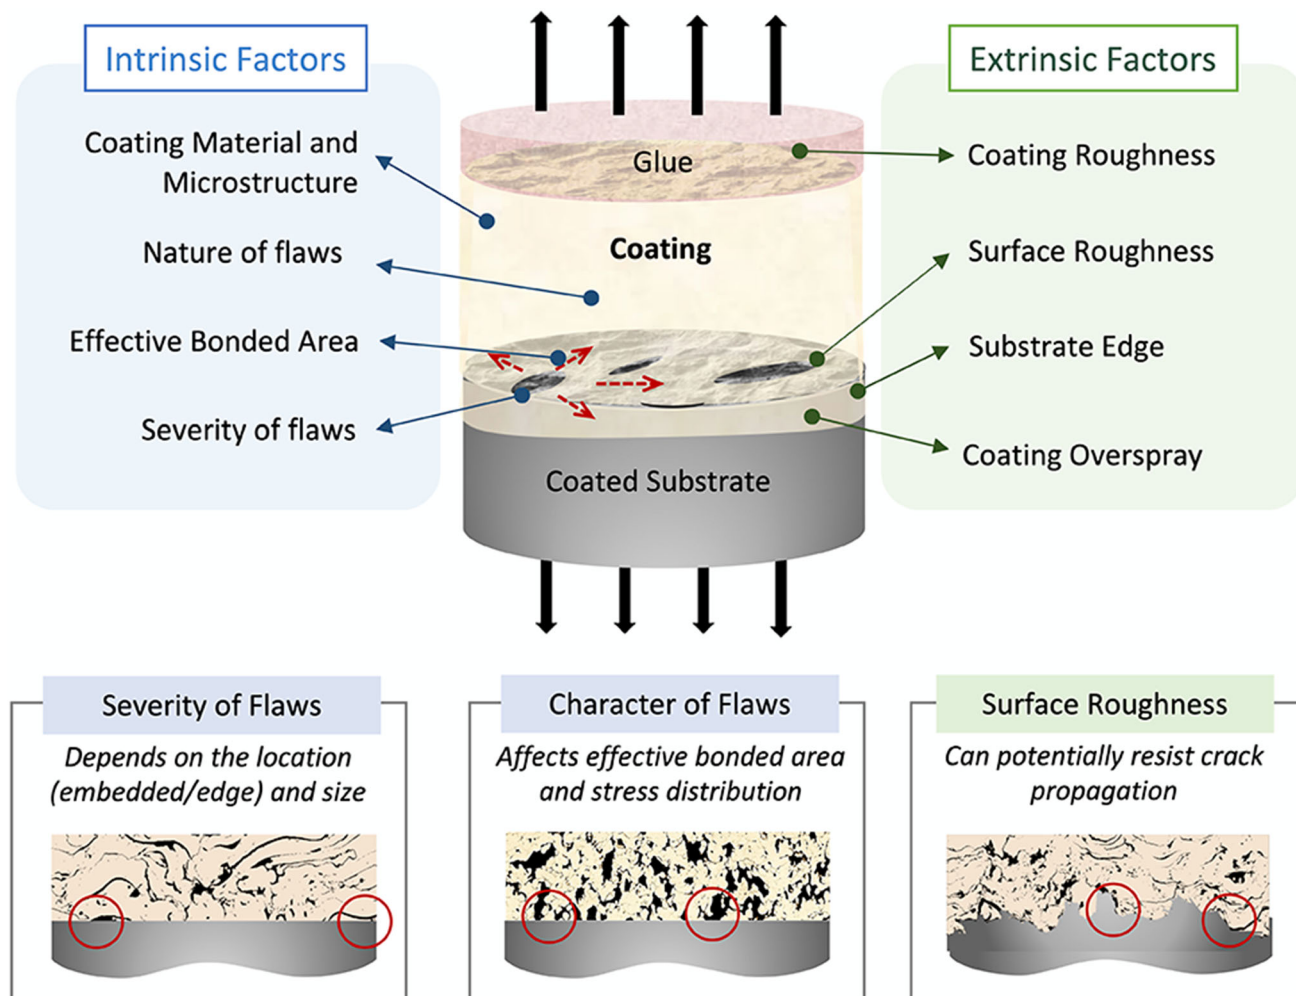 Intrinsic Factors
Coating Material and
Microstructure
Nature of flaws
Effective Bonded Area
Severity of flaws
Glue
Coating
Coated Substrate
Extrinsic Factors
Coating Roughness
Surface Roughness
Substrate Edge
Coating Overspray
Severity of Flaws
Depends on the location
(embedded/edge) and size
Character of Flaws
Affects effective bonded area
and stress distribution
Surface Roughness
Can potentially resist crack
propagation